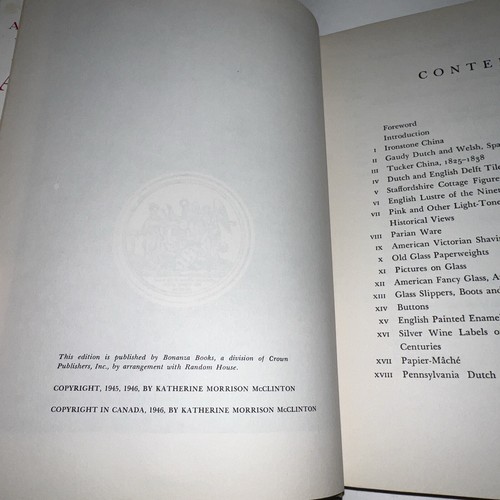 This edition is published by Bonanza Books, a division of Crown
Publishers, Inc., by arrangement with Random House.
COPYRIGHT, 1945, 1946, BY KATHERINE MORRISON McCLINTON
COPYRIGHT IN CANADA, 1946, BY KATHERINE MORRISON McCLINTON
CONTE
Foreword
Introduction
I Ironstone China
II Gaudy Dutch and Welsh, Spa
III Tucker China, 1825-1838
IV Dutch and English Delft Tile
V Staffordshire Cottage Figure
VI English Lustre of the Nine
VII Pink and Other Light-Tone
Historical Views
VIII Parian Ware
IX American Victorian Shavi
X Old Glass Paperweights
XI Pictures on Glass
XII American Fancy Glass, A
XIII Glass Slippers, Boots and
XIV Buttons
XV English Painted Ename
XVI Silver Wine Labels o
Centuries
XVII Papier-Mâché
XVIII Pennsylvania Dutch